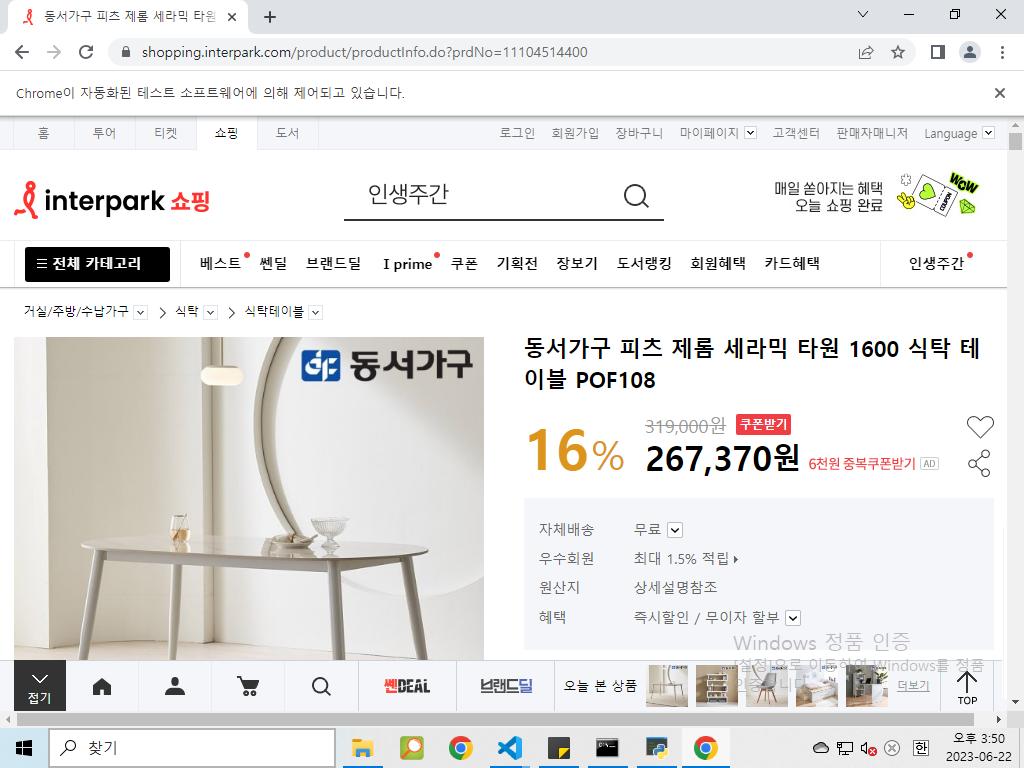 동서가구 피츠 제롬 세라믹 타원
shopping.interpark.com/product/productInfo.do?prdNo=11104514400
Chrome이 자동화된 테스트 소프트웨어에 의해 제어되고 있습니다.
홈 투어 티켓 쇼핑 도서 로그인 회원가입 장바구니 마이페이지 고객센터 판매자매니저 Language
interpark 쇼핑
인생주간
매일 쏟아지는 혜택
오늘 쇼핑 완료
WOW
COUPON
전체 카테고리 베스트 쎈딜 브랜드딜 I prime 쿠폰 기획전 장보기 도서랭킹 회원혜택 카드혜택 인생주간
거실/주방/수납가구 식탁 식탁테이블
동서가구
동서가구 피츠 제롬 세라믹 타원 1600 식탁 테
이블 POF108
319,000원 쿠폰받기
16% 267,370원 6천원 중복쿠폰받기 AD
자체배송 무료
우수회원 최대 1.5% 적립
원산지 상세설명참조
혜택 즉시할인 / 무이자 할부
Windows 정품 인증
[설정]으로 이동하여 Windows를 정품
접기 쎈DEAL 브랜드딜 오늘 본 상품 더보기 TOP
찾기
한
오후 3:50
2023-06-22